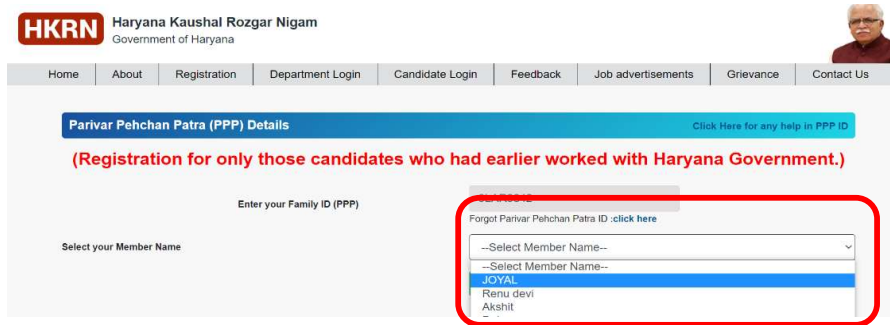 HKRN
Haryana Kaushal Rozgar Nigam
Government of Haryana
Home About Registration Department Login Candidate Login Feedback Job advertisements Grievance Contact Us
Parivar Pehchan Patra (PPP) Details Click Here for any help in PPP ID
(Registration for only those candidates who had earlier worked with Haryana Government.)
Enter your Family ID (PPP)
Forgot Parivar Pehchan Patra ID :click here
Select your Member Name --Select Member Name--
--Select Member Name--
JOYAL
Renu devi
Akshit